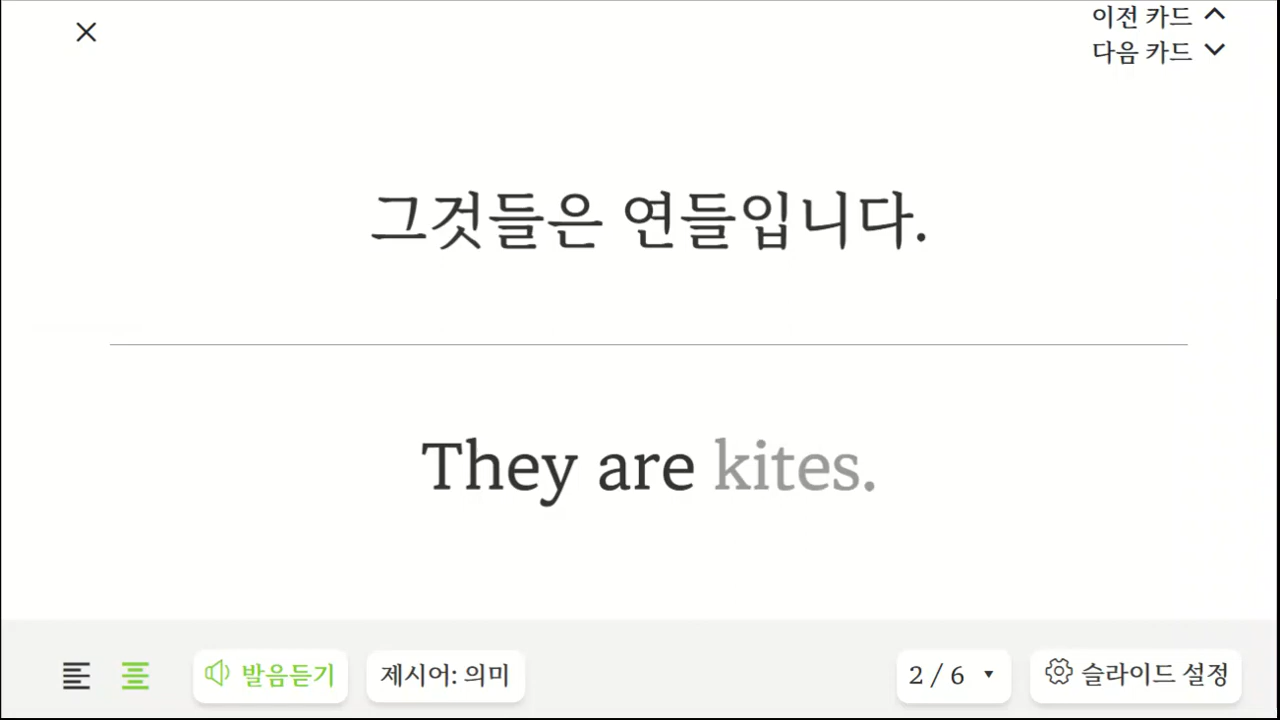 이전 카드
다음 카드
그것들은 연들입니다.
They are kites.
발음듣기
제시어: 의미
2 / 6
슬라이드 설정